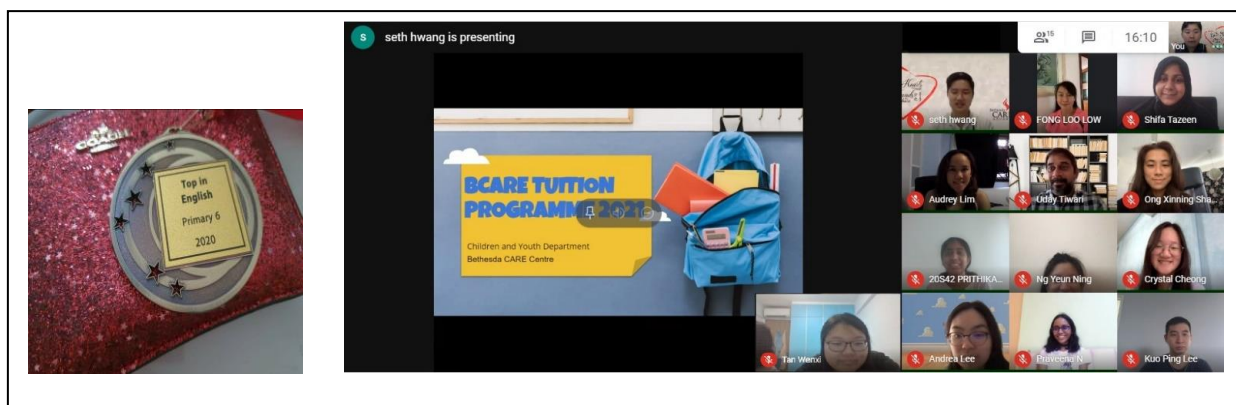 Top in
English
Primary 6
2020
S
seth hwang is presenting
16
16:10
You
BCARE TUITION
PROGRAMME 2021
Children and Youth Department
Bethesda CARE Centre
seth hwang
FONG LOO LOW
Shifa Tazeen
Audrey Lim
Uday Tiwari
Ong Xinning Sha...
20S42 PRITHIKA...
Ng Yeun Ning
Crystal Cheong
Tan Wenxi
Andrea Lee
Praveena N
Kuo Ping Lee